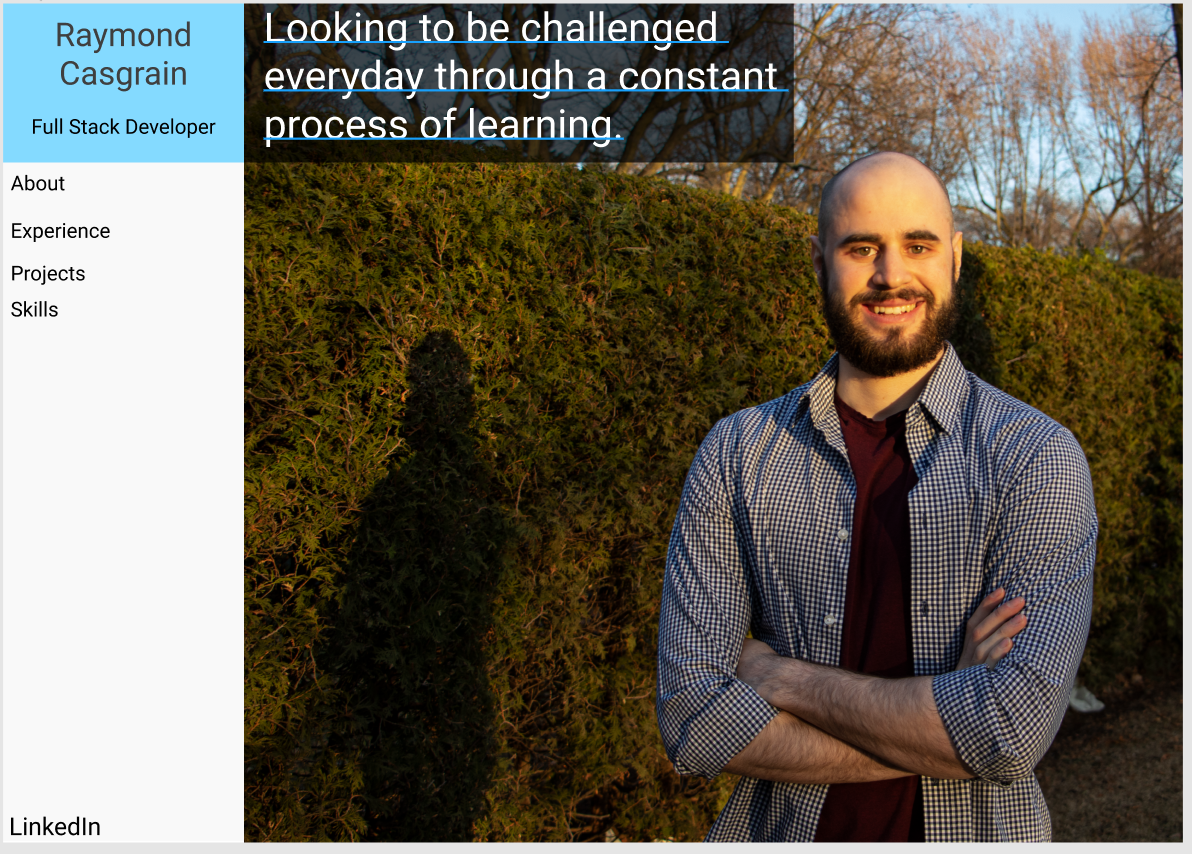 Raymond
Casgrain
Full Stack Developer
About
Experience
Projects
Skills
LinkedIn
Looking to be challenged
everyday through a constant
process of learning.